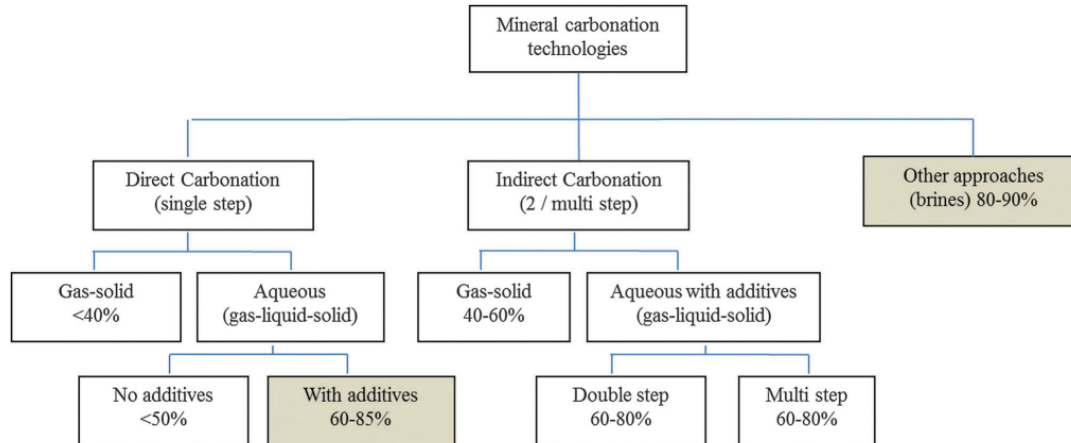 Mineral carbonation
technologies
Direct Carbonation
(single step)
Indirect Carbonation
(2 / multi step)
Other approaches
(brines) 80-90%
Gas-solid
<40%
Aqueous
(gas-liquid-solid)
Gas-solid
40-60%
Aqueous with additives
(gas-liquid-solid)
No additives
<50%
With additives
60-85%
Double step
60-80%
Multi step
60-80%